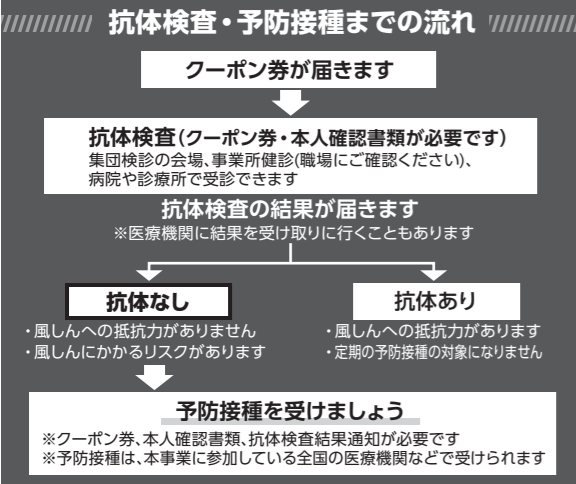 抗体検査・予防接種までの流れ
クーポン券が届きます
抗体検査(クーポン券・本人確認書類が必要です)
集団検診の会場、事業所健診(職場にご確認ください)、
病院や診療所で受診できます
抗体検査の結果が届きます
※医療機関に結果を受け取りに行くこともあります
抗体なし
・風しんへの抵抗力がありません
・風しんにかかるリスクがあります
抗体あり
・風しんへの抵抗力があります
・定期の予防接種の対象になりません
予防接種を受けましょう
※クーポン券、本人確認書類、抗体検査結果通知が必要です
※予防接種は、本事業に参加している全国の医療機関などで受けられます